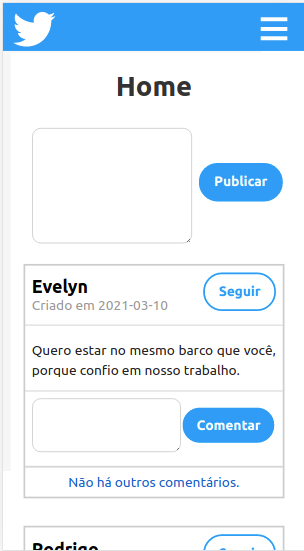 Home
Publicar
Evelyn
Seguir
Criado em 2021-03-10
Quero estar no mesmo barco que você,
porque confio em nosso trabalho.
Comentar
Não há outros comentários.
Rodrigo
Seguir